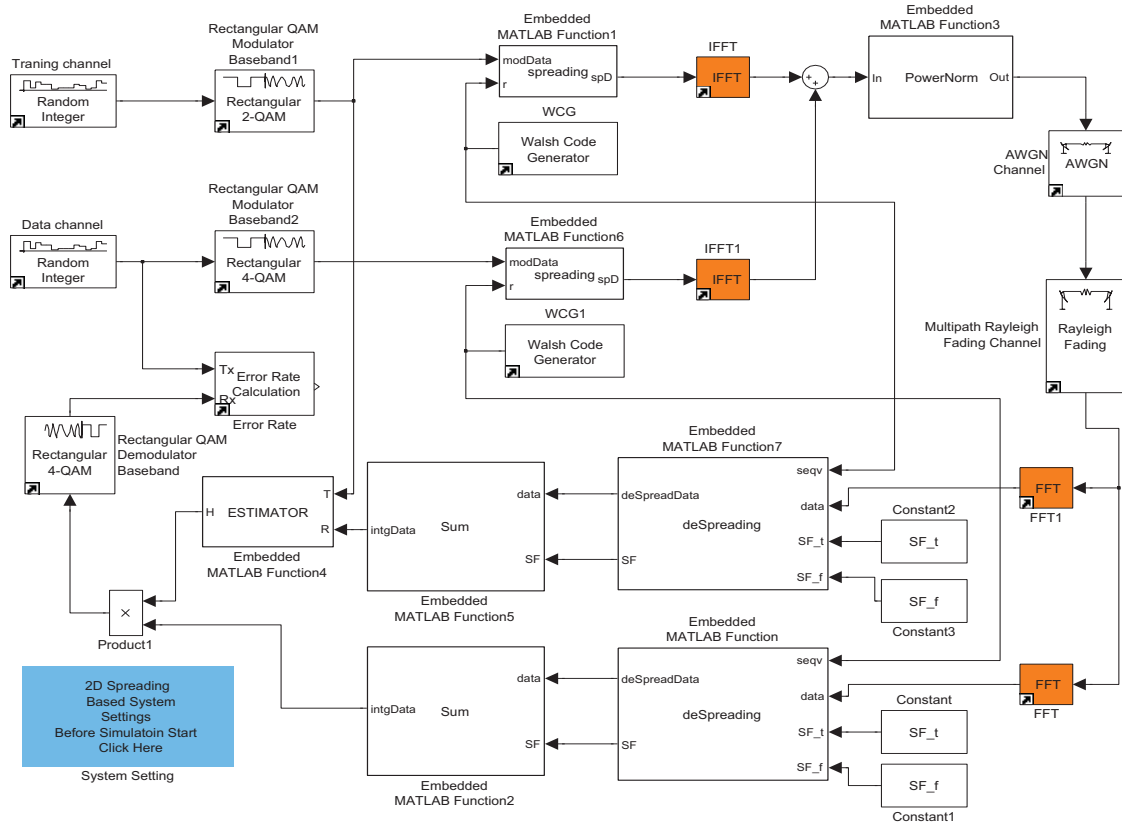 Traning channel
Random
Integer
Rectangular QAM
Modulator
Baseband1
Rectangular
2-QAM
Embedded
MATLAB Function1
modData
spreading
spD
r
IFFT
IFFT
+
+
Embedded
MATLAB Function3
In
PowerNorm
Out
WCG
Walsh Code
Generator
AWGN
Channel
AWGN
Data channel
Random
Integer
Rectangular QAM
Modulator
Baseband2
Rectangular
4-QAM
Embedded
MATLAB Function6
modData
spreading
spD
r
IFFT1
IFFT
WCG1
Walsh Code
Generator
Multipath Rayleigh
Fading Channel
Rayleigh
Fading
Tx
Error Rate
Calculation
Rx
Error Rate
Rectangular
4-QAM
Rectangular QAM
Demodulator
Baseband
T
H
ESTIMATOR
R
Embedded
MATLAB Function4
data
Sum
intgData
SF
Embedded
MATLAB Function5
Embedded
MATLAB Function7
seqv
deSpreadData
data
deSpreading
SF_t
SF
SF_f
FFT
FFT1
Constant2
SF_t
SF_f
Constant3
×
Product1
data
intgData
Sum
SF
Embedded
MATLAB Function2
Embedded
MATLAB Function
seqv
deSpreadData
data
deSpreading
SF_t
SF
SF_f
FFT
FFT
Constant
SF_t
SF_f
Constant1
2D Spreading
Based System
Settings
Before Simulatoin Start
Click Here
System Setting